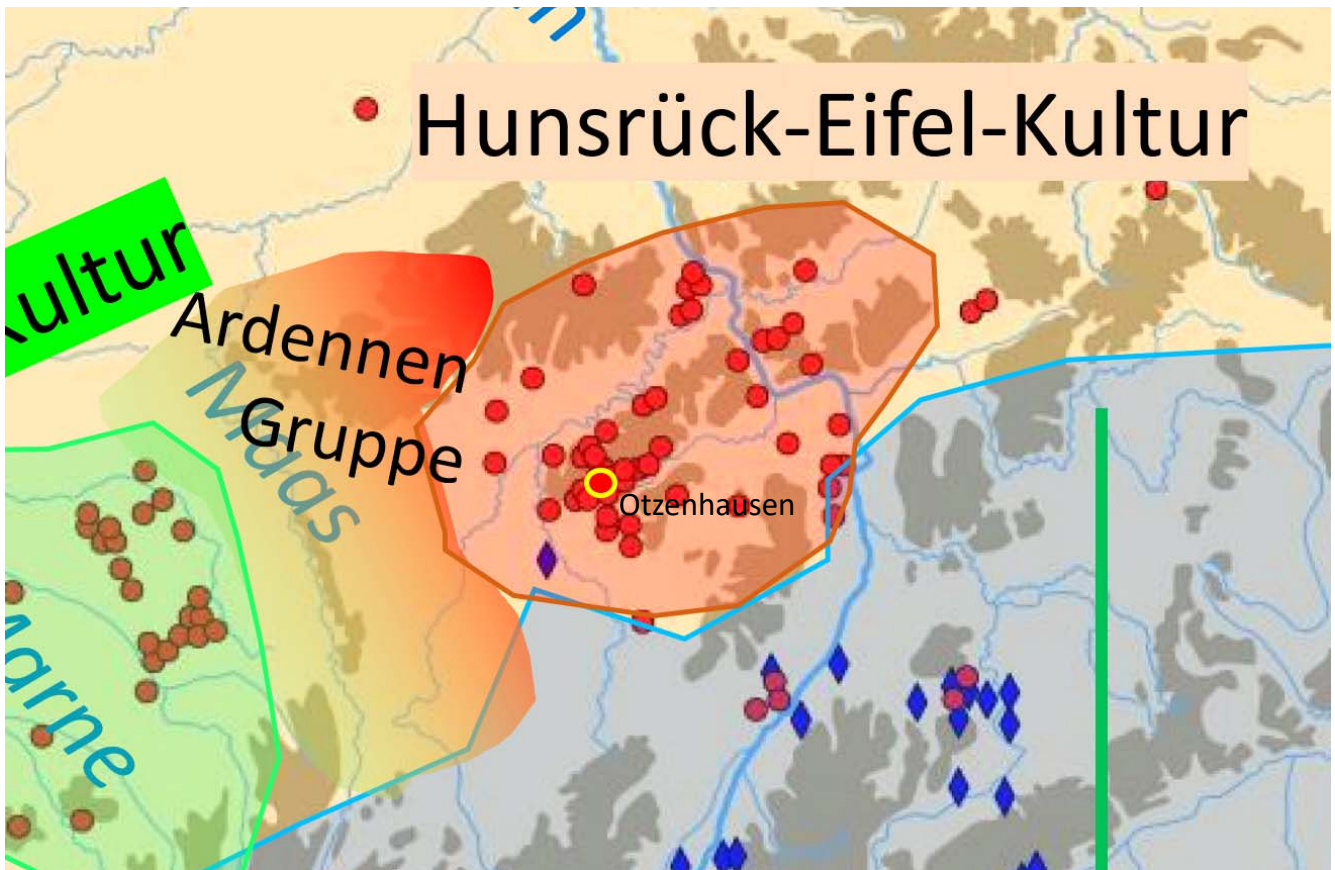 Hunsrück-Eifel-Kultur
Kultur
Ardennen
Gruppe
Maas
Otzenhausen
Marne